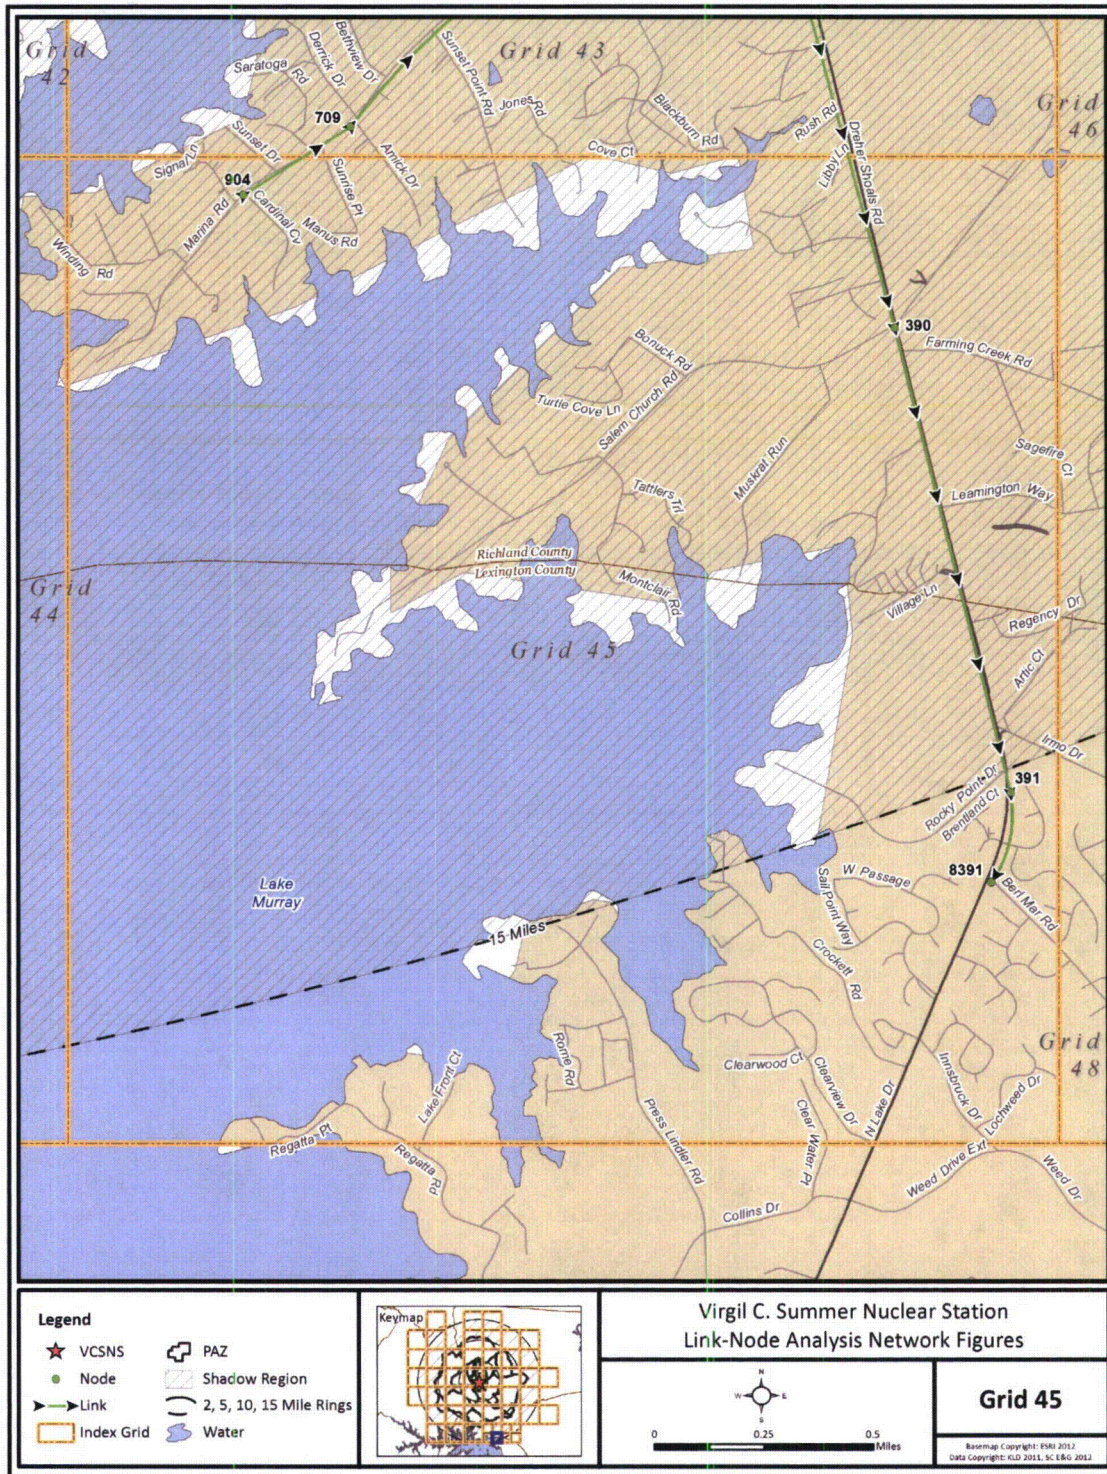 Grid
42
Grid 43
Grid
46
Bethview Dr
Derrick Dr
Saratoga Rd
Sunset Point Rd
Jones Rd
Blackburn Rd
Rush Rd
Dreher Shoals Rd
709
Sunset Dr
Signal Ln
Amick Dr
Cove Ct
Libby Ln
904
Sunrise Pt
Cardinal Cv
Manus Rd
Marina Rd
Winding Rd
390
Farming Creek Rd
Bonuck Rd
Turtle Cove Ln
Salem Church Rd
Muskrat Run
Sagefire Ct
Tattlers Trl
Leamington Way
Richland County
Lexington County
Grid
44
Montclair Rd
Village Ln
Regency Dr
Grid 45
Artic Ct
Irmo Dr
Rocky Point Dr
391
Brentland Ct
8391
W Passage
Lake
Murray
Sail Point Way
Berl Mar Rd
15 Miles
Crockett Rd
Grid
48
Rome Rd
Clearwood Ct
Clearview Dr
Innsbruck Dr
Lake Front Ct
Clear Water Pt
N Lake Dr
Lochweed Dr
Press Lindler Rd
Regatta Pt
Regatta Rd
Weed Drive Ext
Weed Dr
Collins Dr
Legend
VCSNS
PAZ
Node
Shadow Region
Link
2, 5, 10, 15 Mile Rings
Index Grid
Water
Keymap
Virgil C. Summer Nuclear Station
Link-Node Analysis Network Figures
N
W E
S
0 0.25 0.5
Miles
Grid 45
Basemap Copyright: ESRI 2012
Data Copyright: KLD 2011, SC E&G 2012